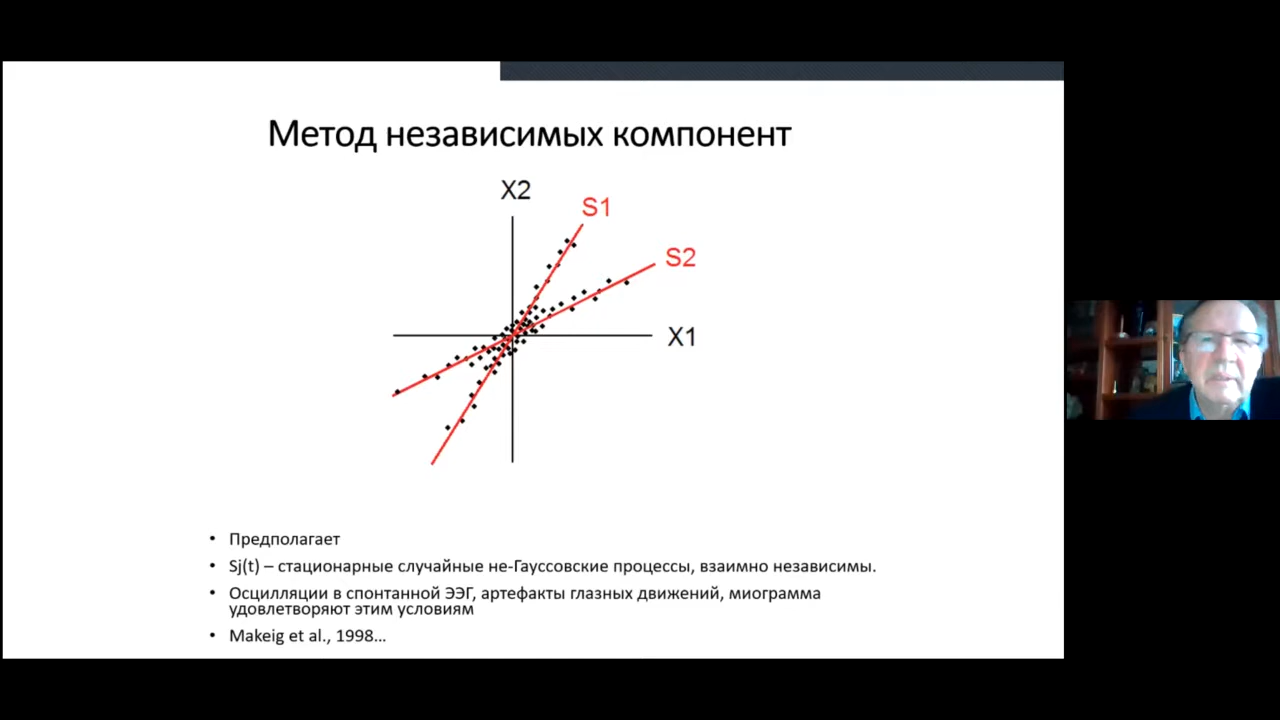 Метод независимых компонент
X2
S1
S2
X1
• Предполагает
• Sj(t) – стационарные случайные не-Гауссовские процессы, взаимно независимы.
• Осцилляции в спонтанной ЭЭГ, артефакты глазных движений, миограмма
удовлетворяют этим условиям
• Makeig et al., 1998…